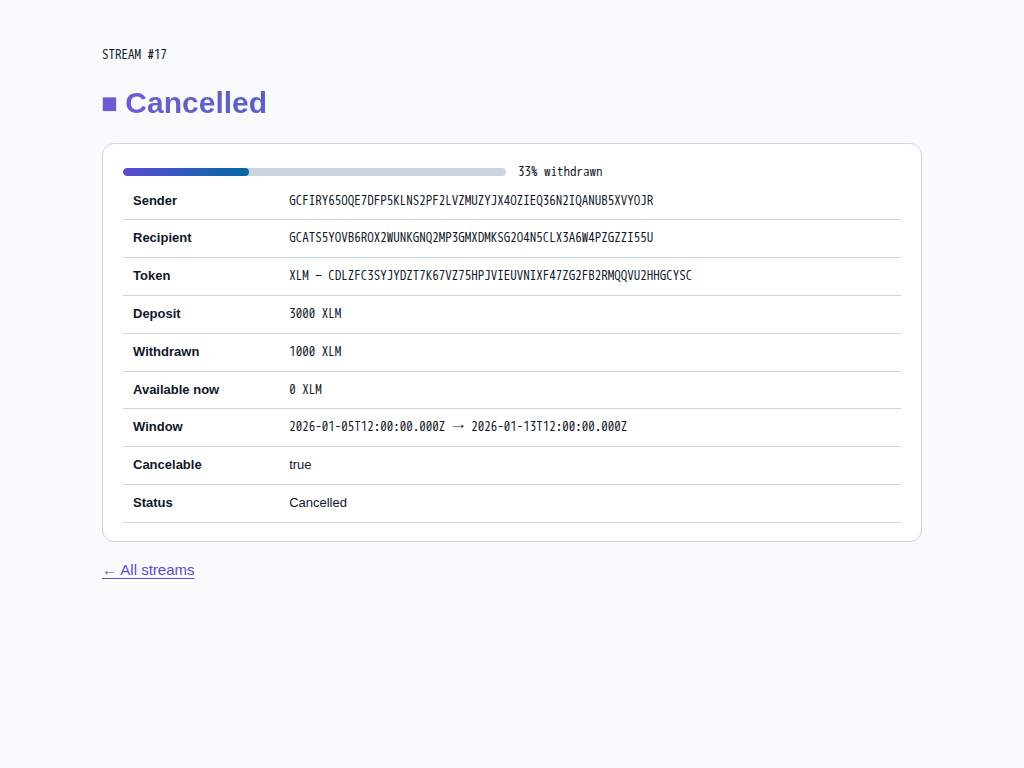 STREAM #17
■ Cancelled
33% withdrawn
Sender GCFIRY65OQE7DFP5KLNS2PF2LVZMUZYJX4OZIEQ36N2IQANUB5XVYOJR
Recipient GCATS5YOVB6ROX2WUNKGNQ2MP3GMXDMKSG2O4N5CLX3A6W4PZGZZI55U
Token XLM — CDLZFC3SYJYDZT7K67VZ75HPJVIEUVNIXF47ZG2FB2RMQQVU2HHGCYSC
Deposit 3000 XLM
Withdrawn 1000 XLM
Available now 0 XLM
Window 2026-01-05T12:00:00.000Z → 2026-01-13T12:00:00.000Z
Cancelable true
Status Cancelled
← All streams